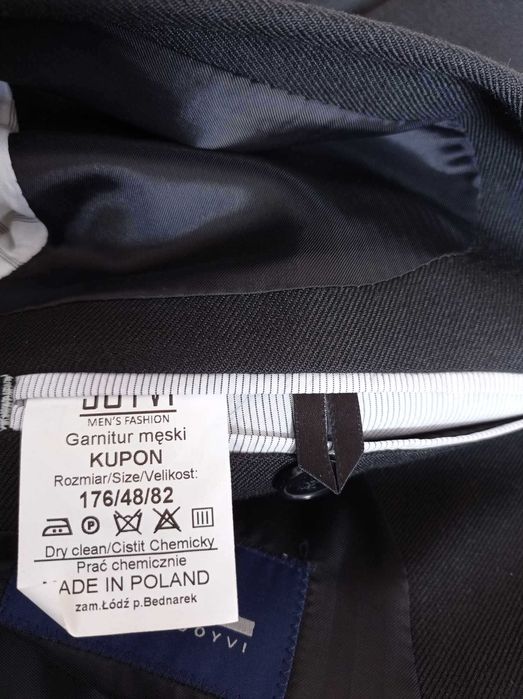 MEN'S FASHION
Garnitur męski
KUPON
Rozmiar/Size/Velikost:
176/48/82
P
Dry clean/Cistit Chemicky
Prać chemicznie
MADE IN POLAND
zam.Łódź p.Bednarek